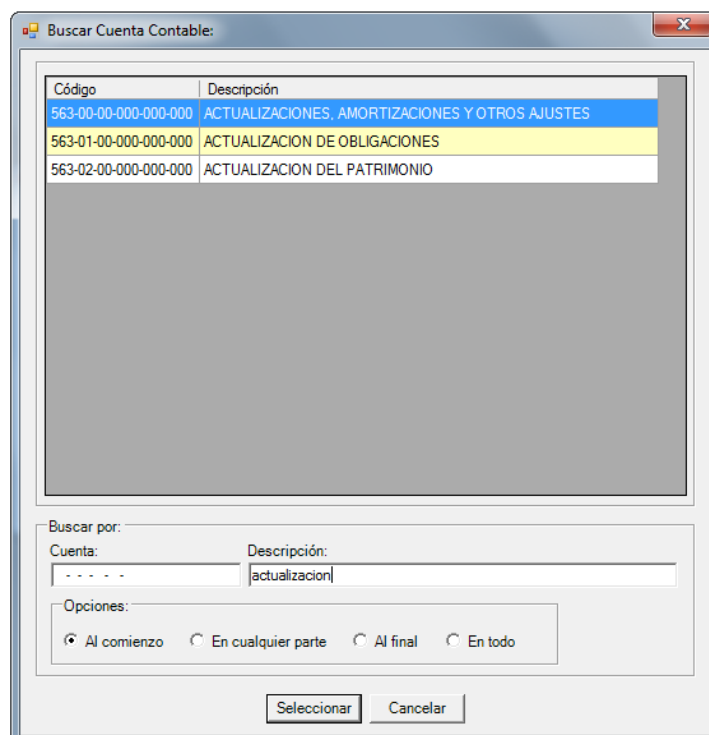 Buscar Cuenta Contable:
Código Descripción
563-00-00-000-000-000 ACTUALIZACIONES, AMORTIZACIONES Y OTROS AJUSTES
563-01-00-000-000-000 ACTUALIZACION DE OBLIGACIONES
563-02-00-000-000-000 ACTUALIZACION DEL PATRIMONIO
Buscar por:
Cuenta: Descripción:
- - - - - actualizacion
Opciones:
Al comienzo En cualquier parte Al final En todo
Seleccionar Cancelar